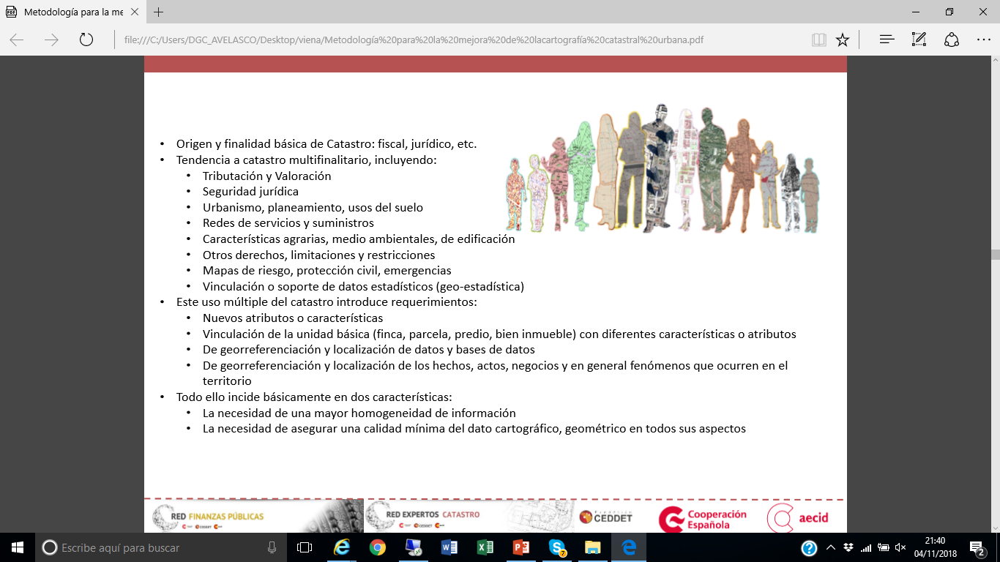 Metodología para la me
file:///C:/Users/DGC_AVELASCO/Desktop/viena/Metodología%20para%20la%20mejora%20de%20lacartografía%20catastral%20urbana.pdf
• Origen y finalidad básica de Catastro: fiscal, jurídico, etc.
• Tendencia a catastro multifinalitario, incluyendo:
• Tributación y Valoración
• Seguridad jurídica
• Urbanismo, planeamiento, usos del suelo
• Redes de servicios y suministros
• Características agrarias, medio ambientales, de edificación
• Otros derechos, limitaciones y restricciones
• Mapas de riesgo, protección civil, emergencias
• Vinculación o soporte de datos estadísticos (geo-estadística)
• Este uso múltiple del catastro introduce requerimientos:
• Nuevos atributos o características
• Vinculación de la unidad básica (finca, parcela, predio, bien inmueble) con diferentes características o atributos
• De georreferenciación y localización de datos y bases de datos
• De georreferenciación y localización de los hechos, actos, negocios y en general fenómenos que ocurren en el
territorio
• Todo ello incide básicamente en dos características:
• La necesidad de una mayor homogeneidad de información
• La necesidad de asegurar una calidad mínima del dato cartográfico, geométrico en todos sus aspectos
RED FINANZAS PÚBLICAS
RED EXPERTOS CATASTRO
CEDDET
Cooperación
Española
aecid
Escribe aquí para buscar
21:40
04/11/2018